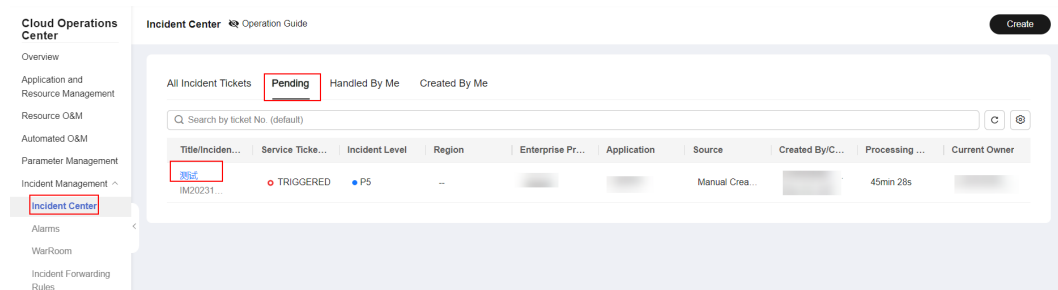 Cloud Operations
Center
Overview
Application and
Resource Management
Resource O&M
Automated O&M
Parameter Management
Incident Management
Incident Center
Alarms
WarRoom
Incident Forwarding
Rules
Incident Center Operation Guide
Create
All Incident Tickets Pending Handled By Me Created By Me
Search by ticket No. (default)
Title/Inciden... Service Ticke... Incident Level Region Enterprise Pr... Application Source Created By/C... Processing ... Current Owner
测试
IM20231...
TRIGGERED P5 -- Manual Crea... 45min 28s